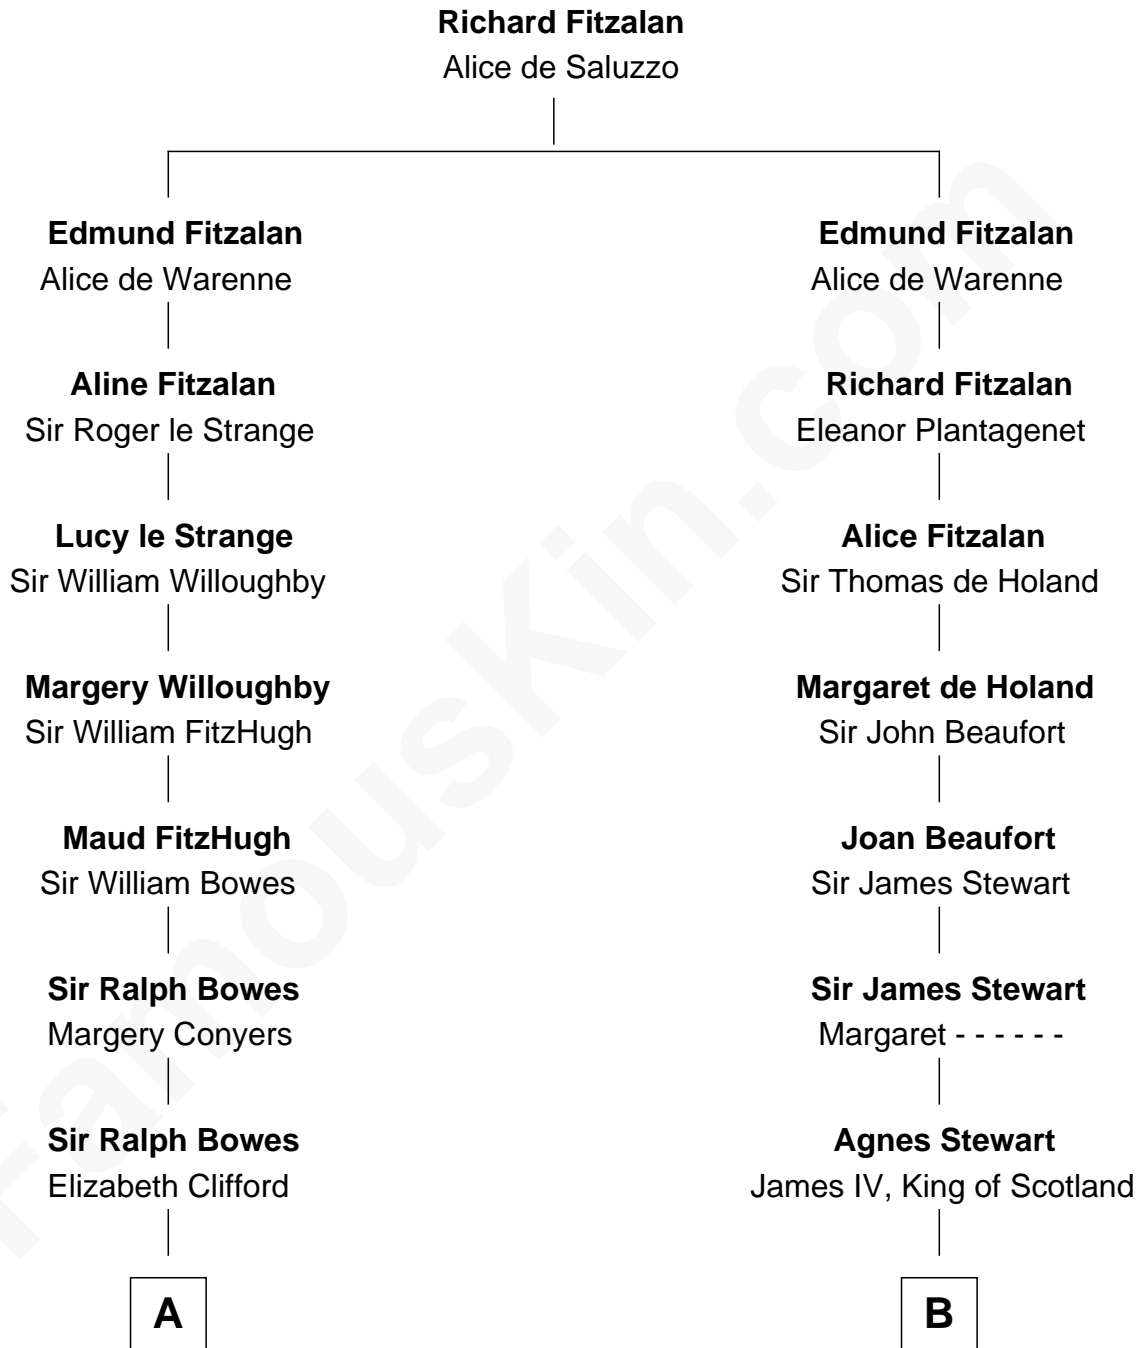 Richard Fitzalan
Alice de Saluzzo
Edmund Fitzalan
Alice de Warenne
Edmund Fitzalan
Alice de Warenne
Aline Fitzalan
Sir Roger le Strange
Richard Fitzalan
Eleanor Plantagenet
Lucy le Strange
Sir William Willoughby
Alice Fitzalan
Sir Thomas de Holand
Margery Willoughby
Sir William FitzHugh
Margaret de Holand
Sir John Beaufort
Maud FitzHugh
Sir William Bowes
Joan Beaufort
Sir James Stewart
Sir Ralph Bowes
Margery Conyers
Sir James Stewart
Margaret - - - - - -
Sir Ralph Bowes
Elizabeth Clifford
Agnes Stewart
James IV, King of Scotland
A
B
FamousKin.com